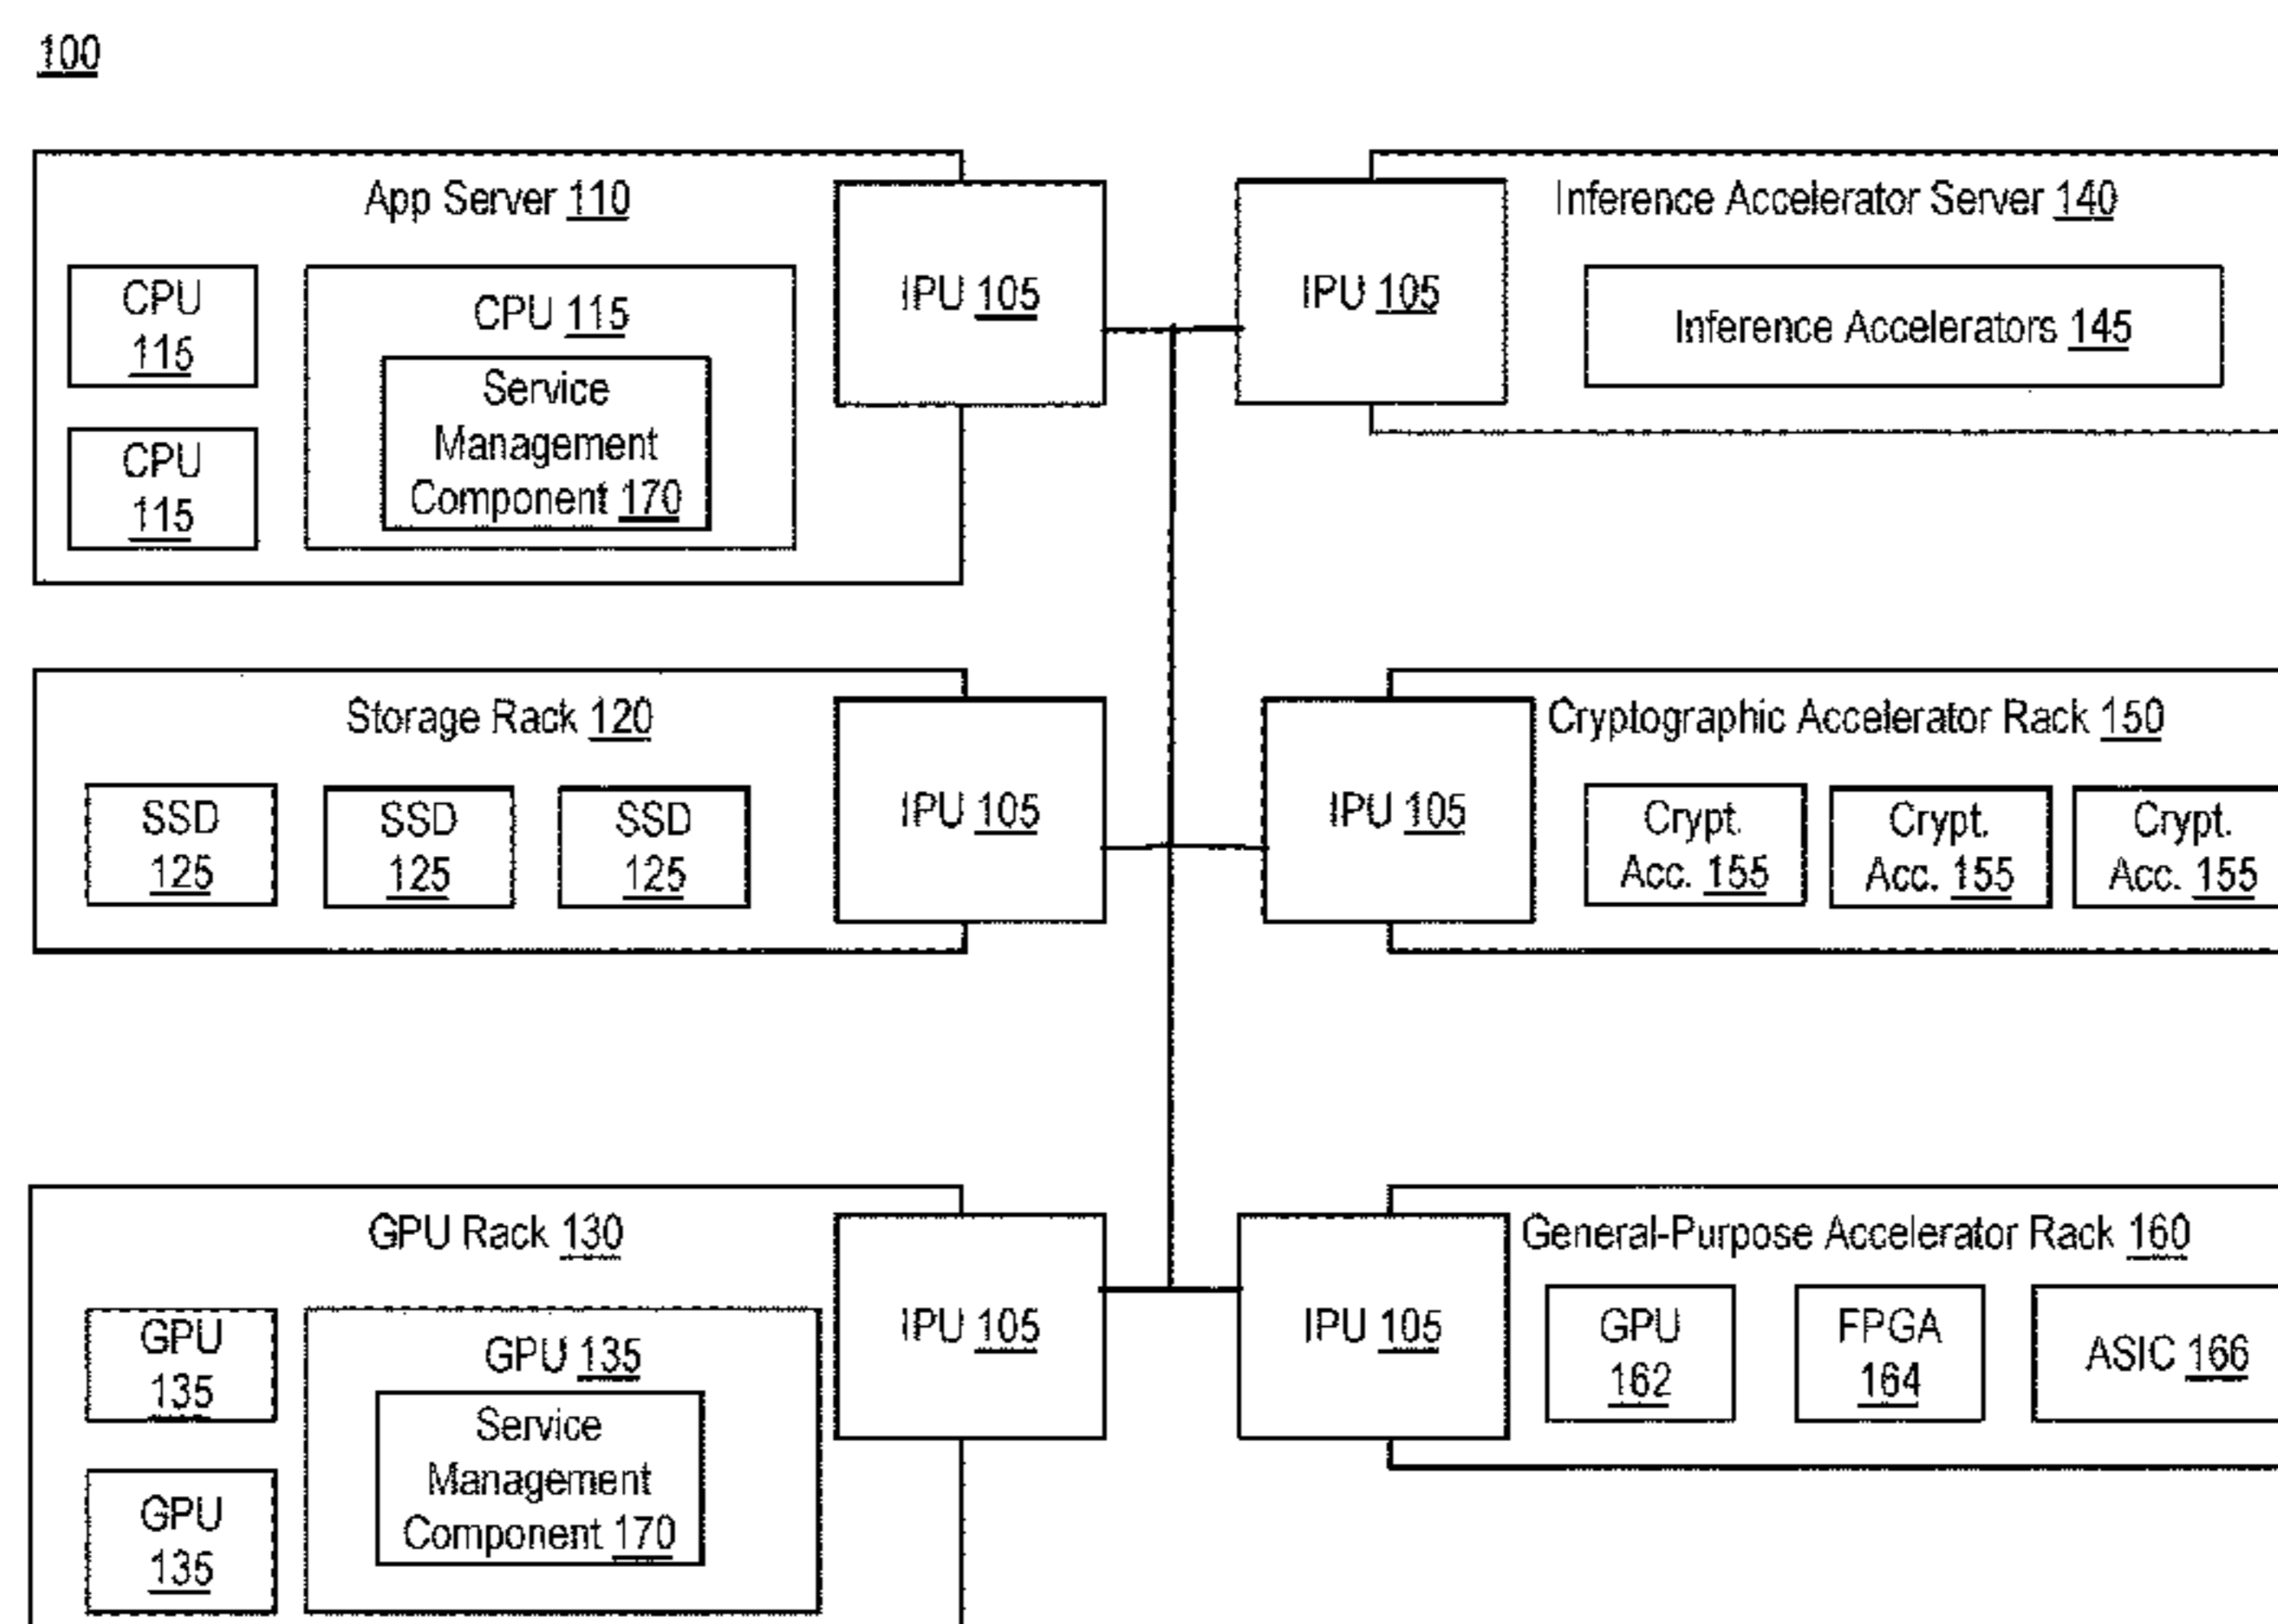 100
App Server 110
CPU
115
CPU
115
CPU 115
Service
Management
Component 170
IPU 105
IPU 105
Inference Accelerator Server 140
Inference Accelerators 145
Storage Rack 120
SSD
125
SSD
125
SSD
125
IPU 105
IPU 105
Cryptographic Accelerator Rack 150
Crypt.
Acc. 155
Crypt.
Acc. 155
Crypt.
Acc. 155
GPU Rack 130
GPU
135
GPU
135
GPU 135
Service
Management
Component 170
IPU 105
IPU 105
General-Purpose Accelerator Rack 160
GPU
162
FPGA
164
ASIC 166